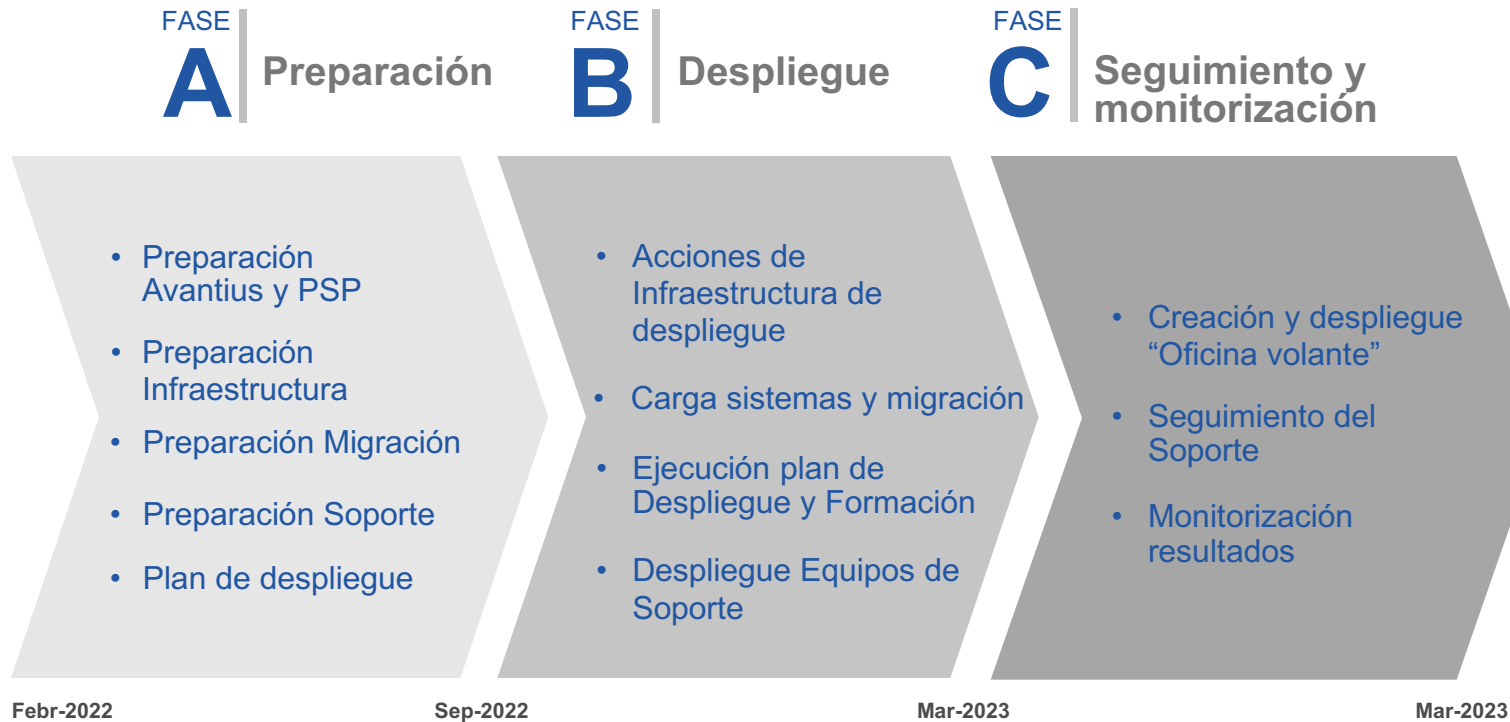 FASE
A
Preparación
FASE
B
Despliegue
FASE
C
Seguimiento y
monitorización
• Preparación
Avantius y PSP
• Preparación
Infraestructura
• Preparación Migración
• Preparación Soporte
• Plan de despliegue
• Acciones de
Infraestructura de
despliegue
• Carga sistemas y migración
• Ejecución plan de
Despliegue y Formación
• Despliegue Equipos de
Soporte
• Creación y despliegue
“Oficina volante”
• Seguimiento del
Soporte
• Monitorización
resultados
Febr-2022
Sep-2022
Mar-2023
Mar-2023